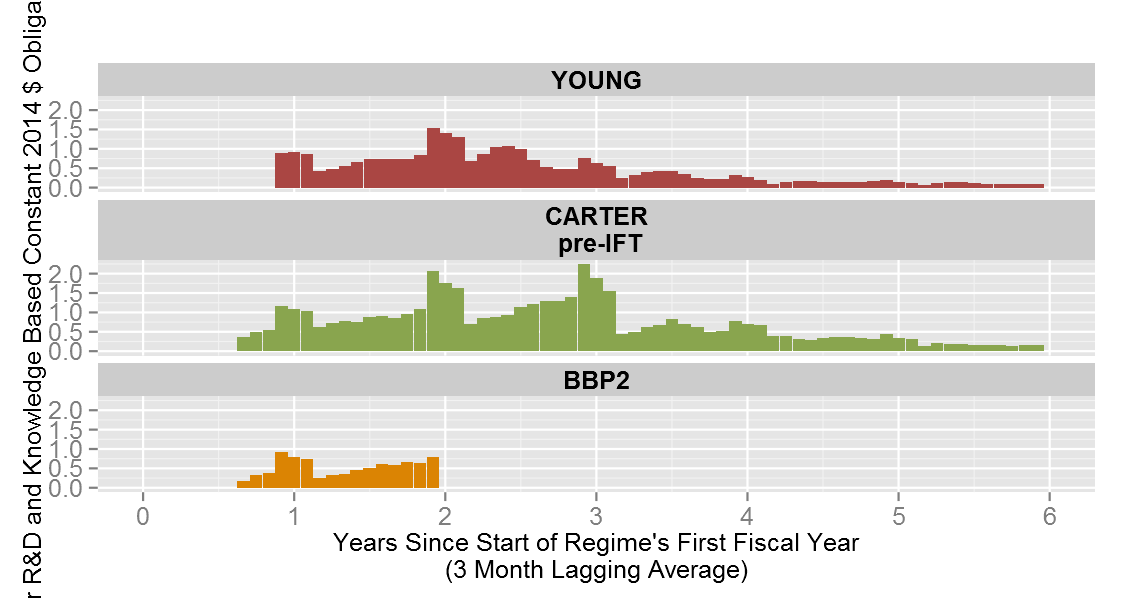 r R&D and Knowledge Based Constant 2014 $ Obliga
YOUNG
2.0
1.5
1.0
0.5
0.0
CARTER
pre-IFT
2.0
1.5
1.0
0.5
0.0
BBP2
2.0
1.5
1.0
0.5
0.0
0 1 2 3 4 5 6
Years Since Start of Regime's First Fiscal Year
(3 Month Lagging Average)